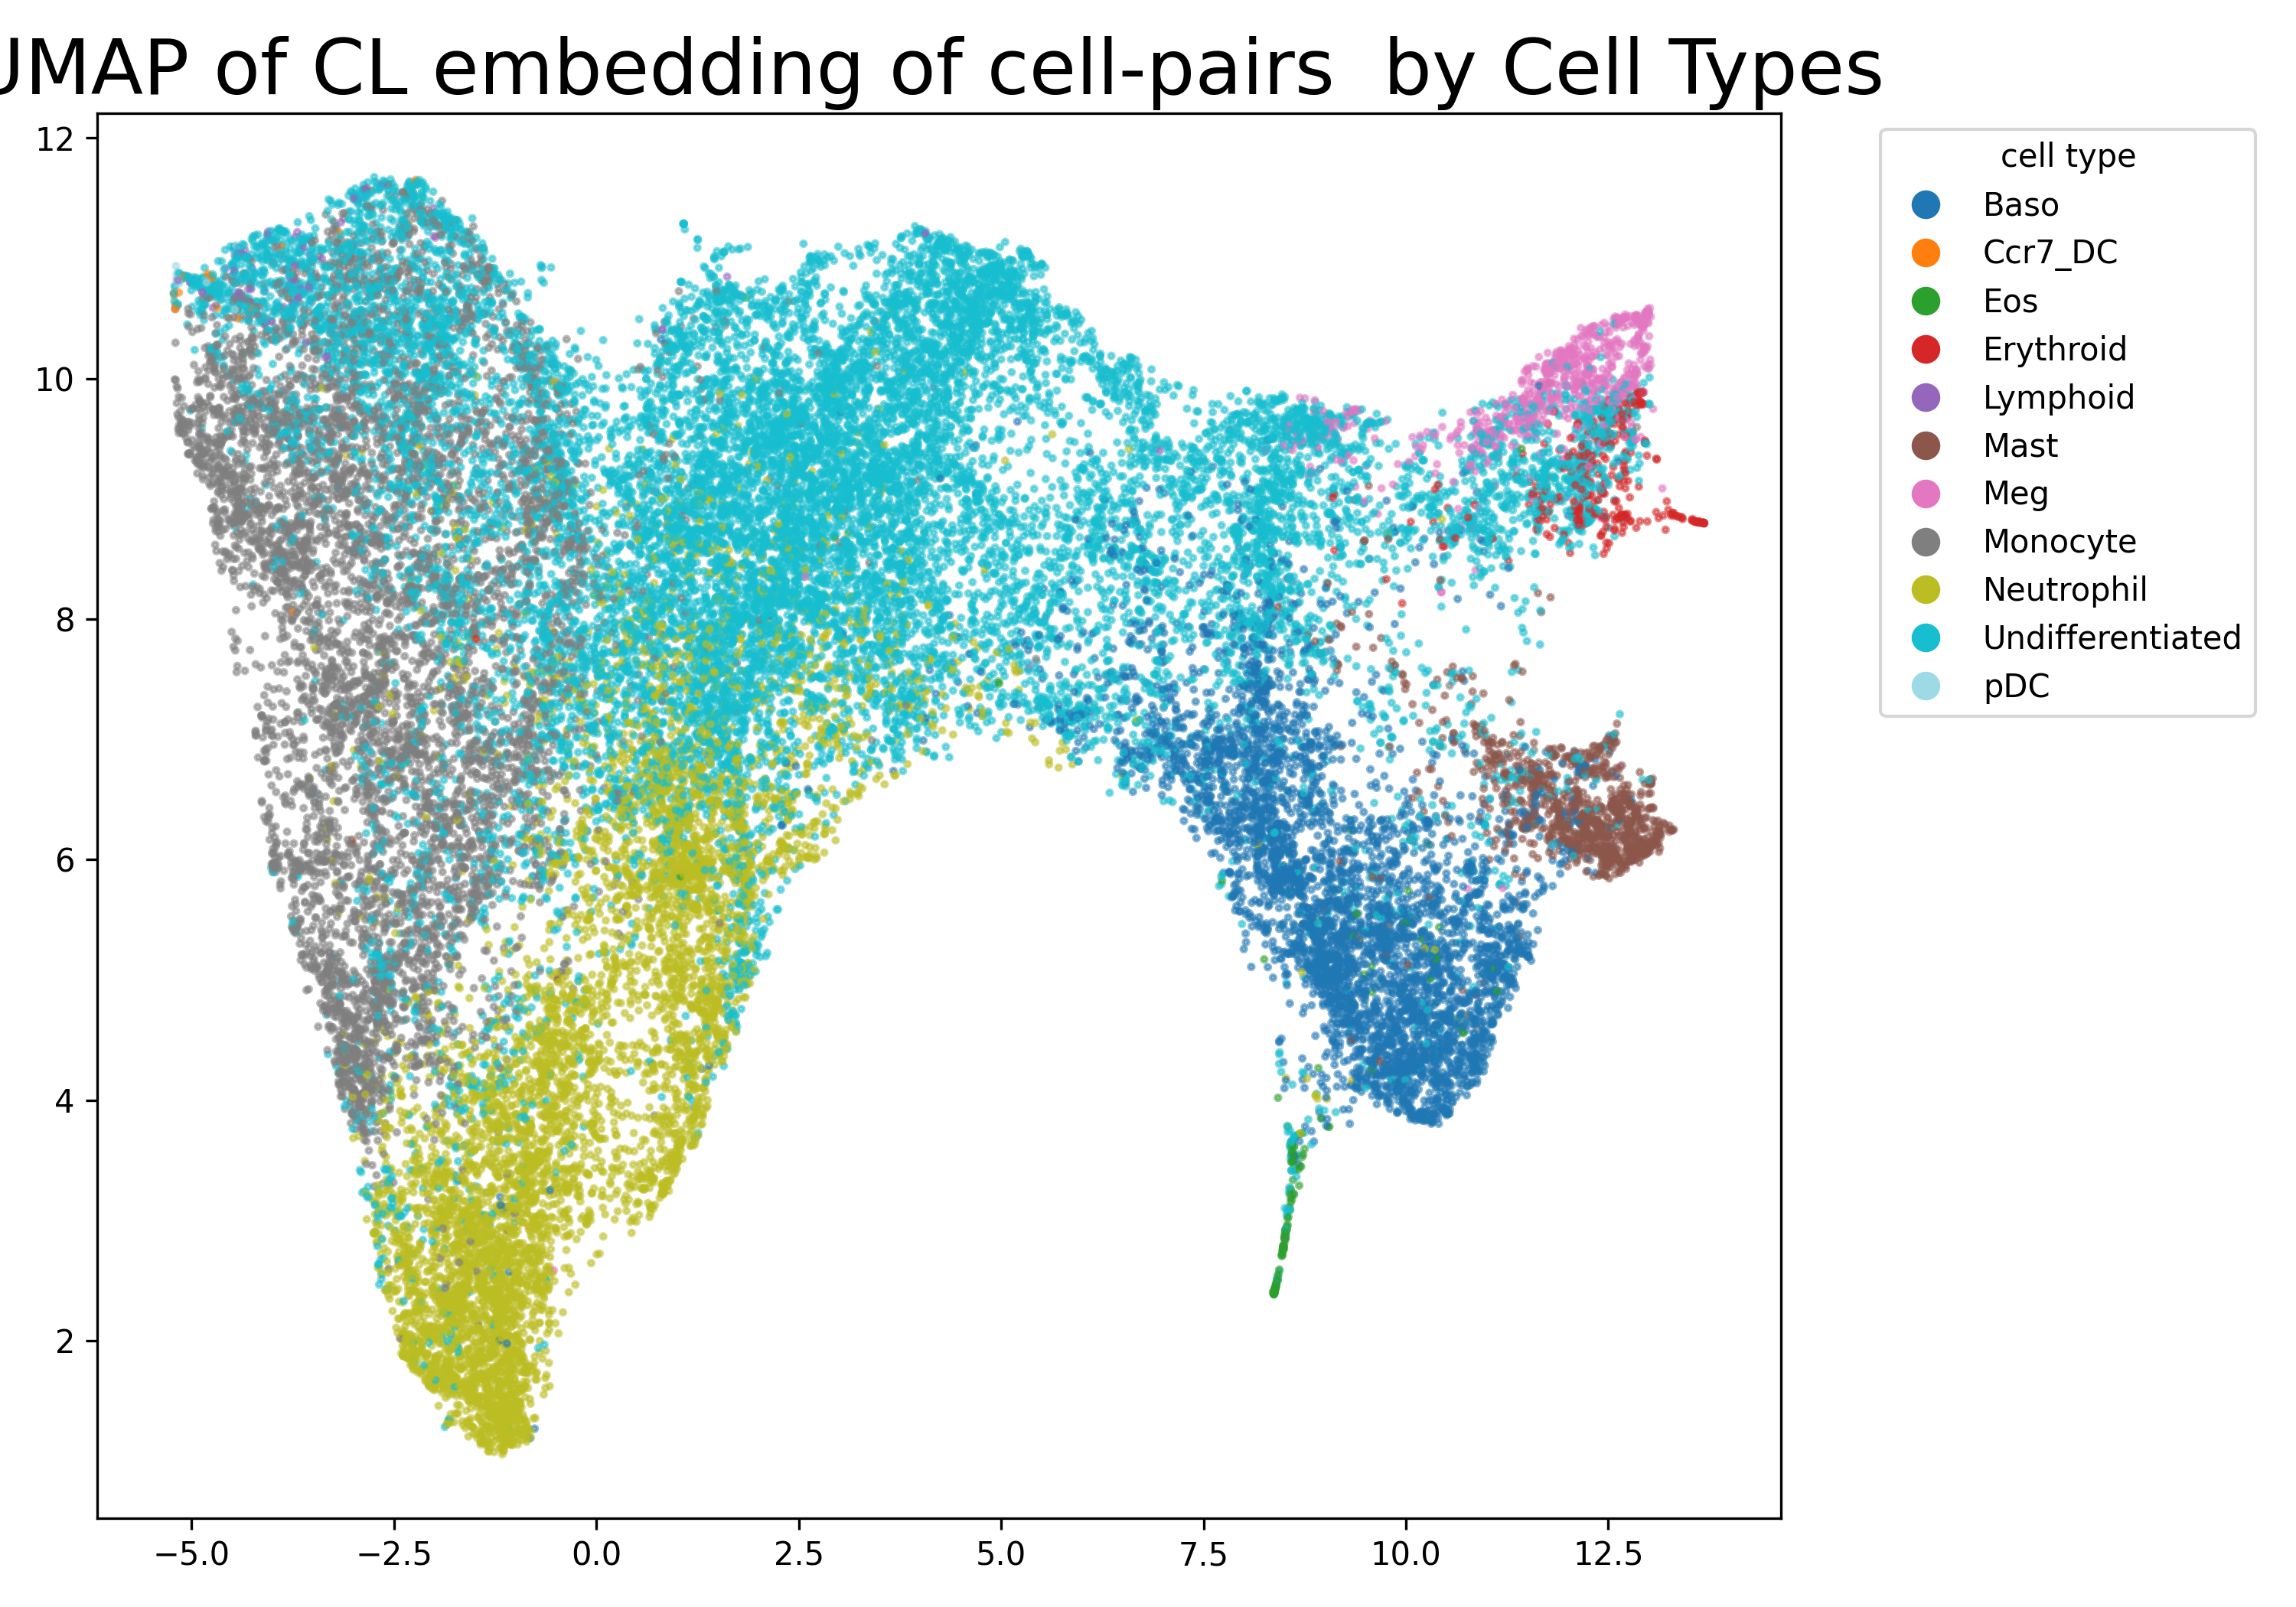 UMAP of CL embedding of cell-pairs  by Cell Types
12
10
8
6
4
2
−5.0 −2.5 0.0 2.5 5.0 7.5 10.0 12.5
cell type
Baso
Ccr7_DC
Eos
Erythroid
Lymphoid
Mast
Meg
Monocyte
Neutrophil
Undifferentiated
pDC